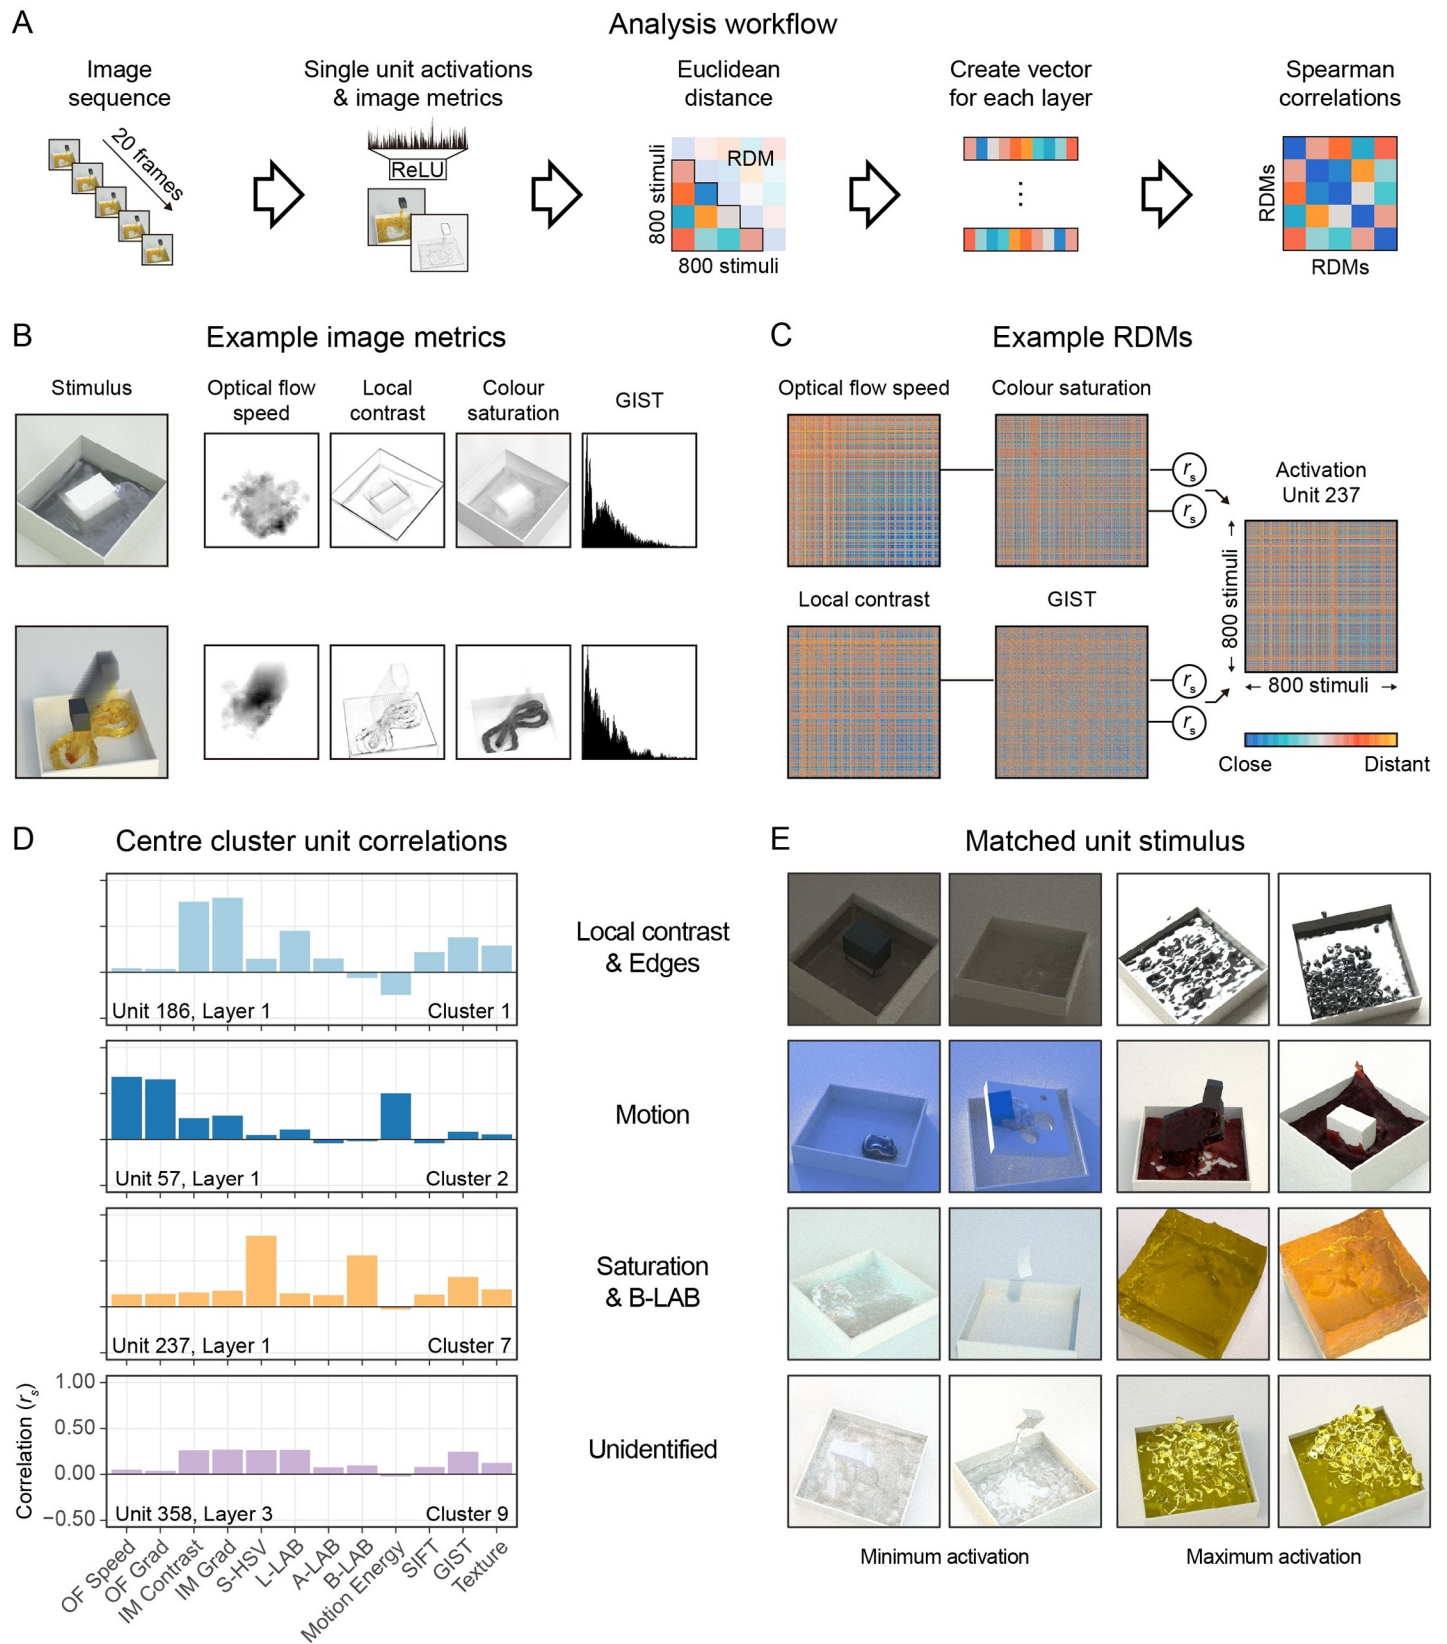 A
Analysis workflow
Image
sequence
20 frames
Single unit activations
& image metrics
ReLU
Euclidean
distance
800 stimuli
RDM
800 stimuli
Create vector
for each layer
⋮
Spearman
correlations
RDMs
RDMs
B
Example image metrics
Stimulus
Optical flow
speed
Local
contrast
Colour
saturation
GIST
C
Example RDMs
Optical flow speed
Colour saturation
Local contrast
GIST
rs
rs
rs
rs
Activation
Unit 237
800 stimuli
800 stimuli
Close
Distant
D
Centre cluster unit correlations
Unit 186, Layer 1
Cluster 1
Local contrast
& Edges
Unit 57, Layer 1
Cluster 2
Motion
Unit 237, Layer 1
Cluster 7
Saturation
& B-LAB
Correlation (rs)
1.00
0.50
0.00
−0.50
Unit 358, Layer 3
Cluster 9
Unidentified
OF Speed
OF Grad
IM Contrast
IM Grad
S-HSV
L-LAB
A-LAB
B-LAB
Motion Energy
SIFT
GIST
Texture
E
Matched unit stimulus
Minimum activation
Maximum activation